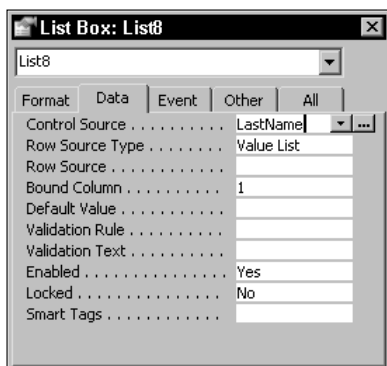 List Box: List8
List8
Format Data Event Other All
Control Source . . . . . . . . . . LastName
Row Source Type . . . . . . . . Value List
Row Source . . . . . . . . . . . . .
Bound Column . . . . . . . . . . . 1
Default Value . . . . . . . . . . .
Validation Rule . . . . . . . . . .
Validation Text . . . . . . . . . .
Enabled . . . . . . . . . . . . . . . Yes
Locked . . . . . . . . . . . . . . . . No
Smart Tags . . . . . . . . . . . .